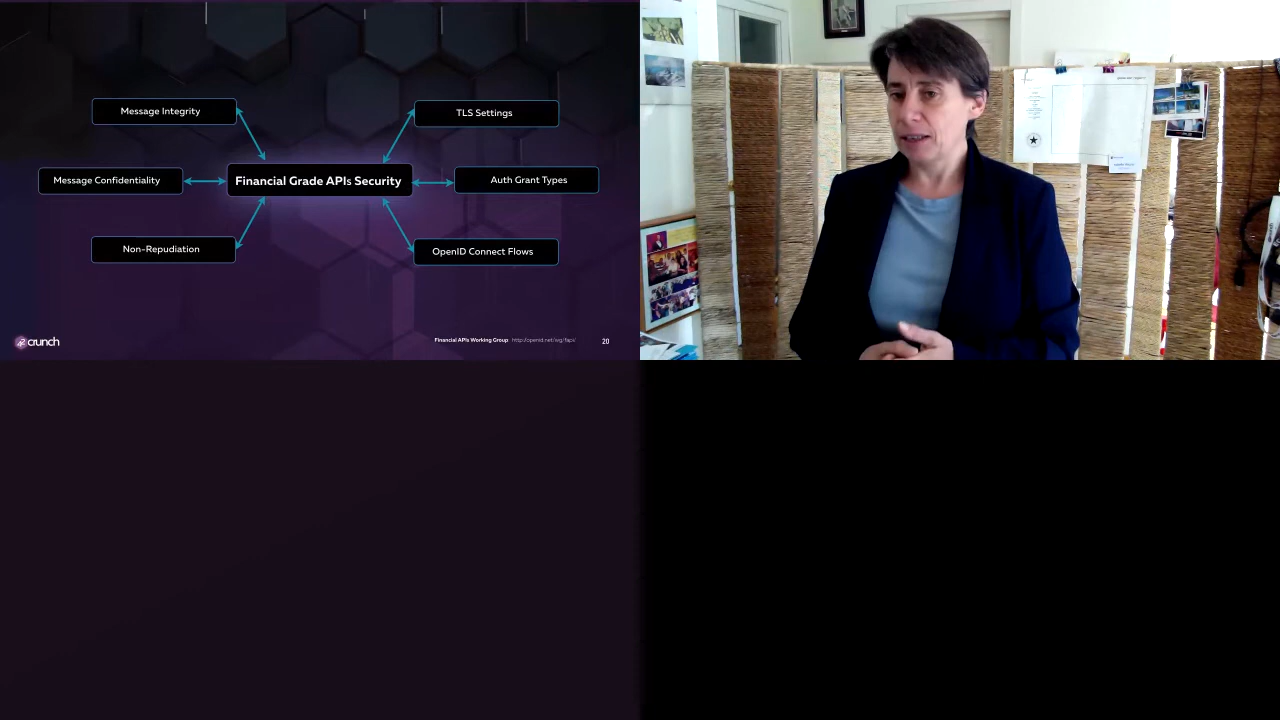 Message Integrity
TLS Settings
Message Confidentiality
Financial Grade APIs Security
Auth Grant Types
Non-Repudiation
OpenID Connect Flows
42crunch
Financial APIs Working Group: http://openid.net/wg/fapi/
20